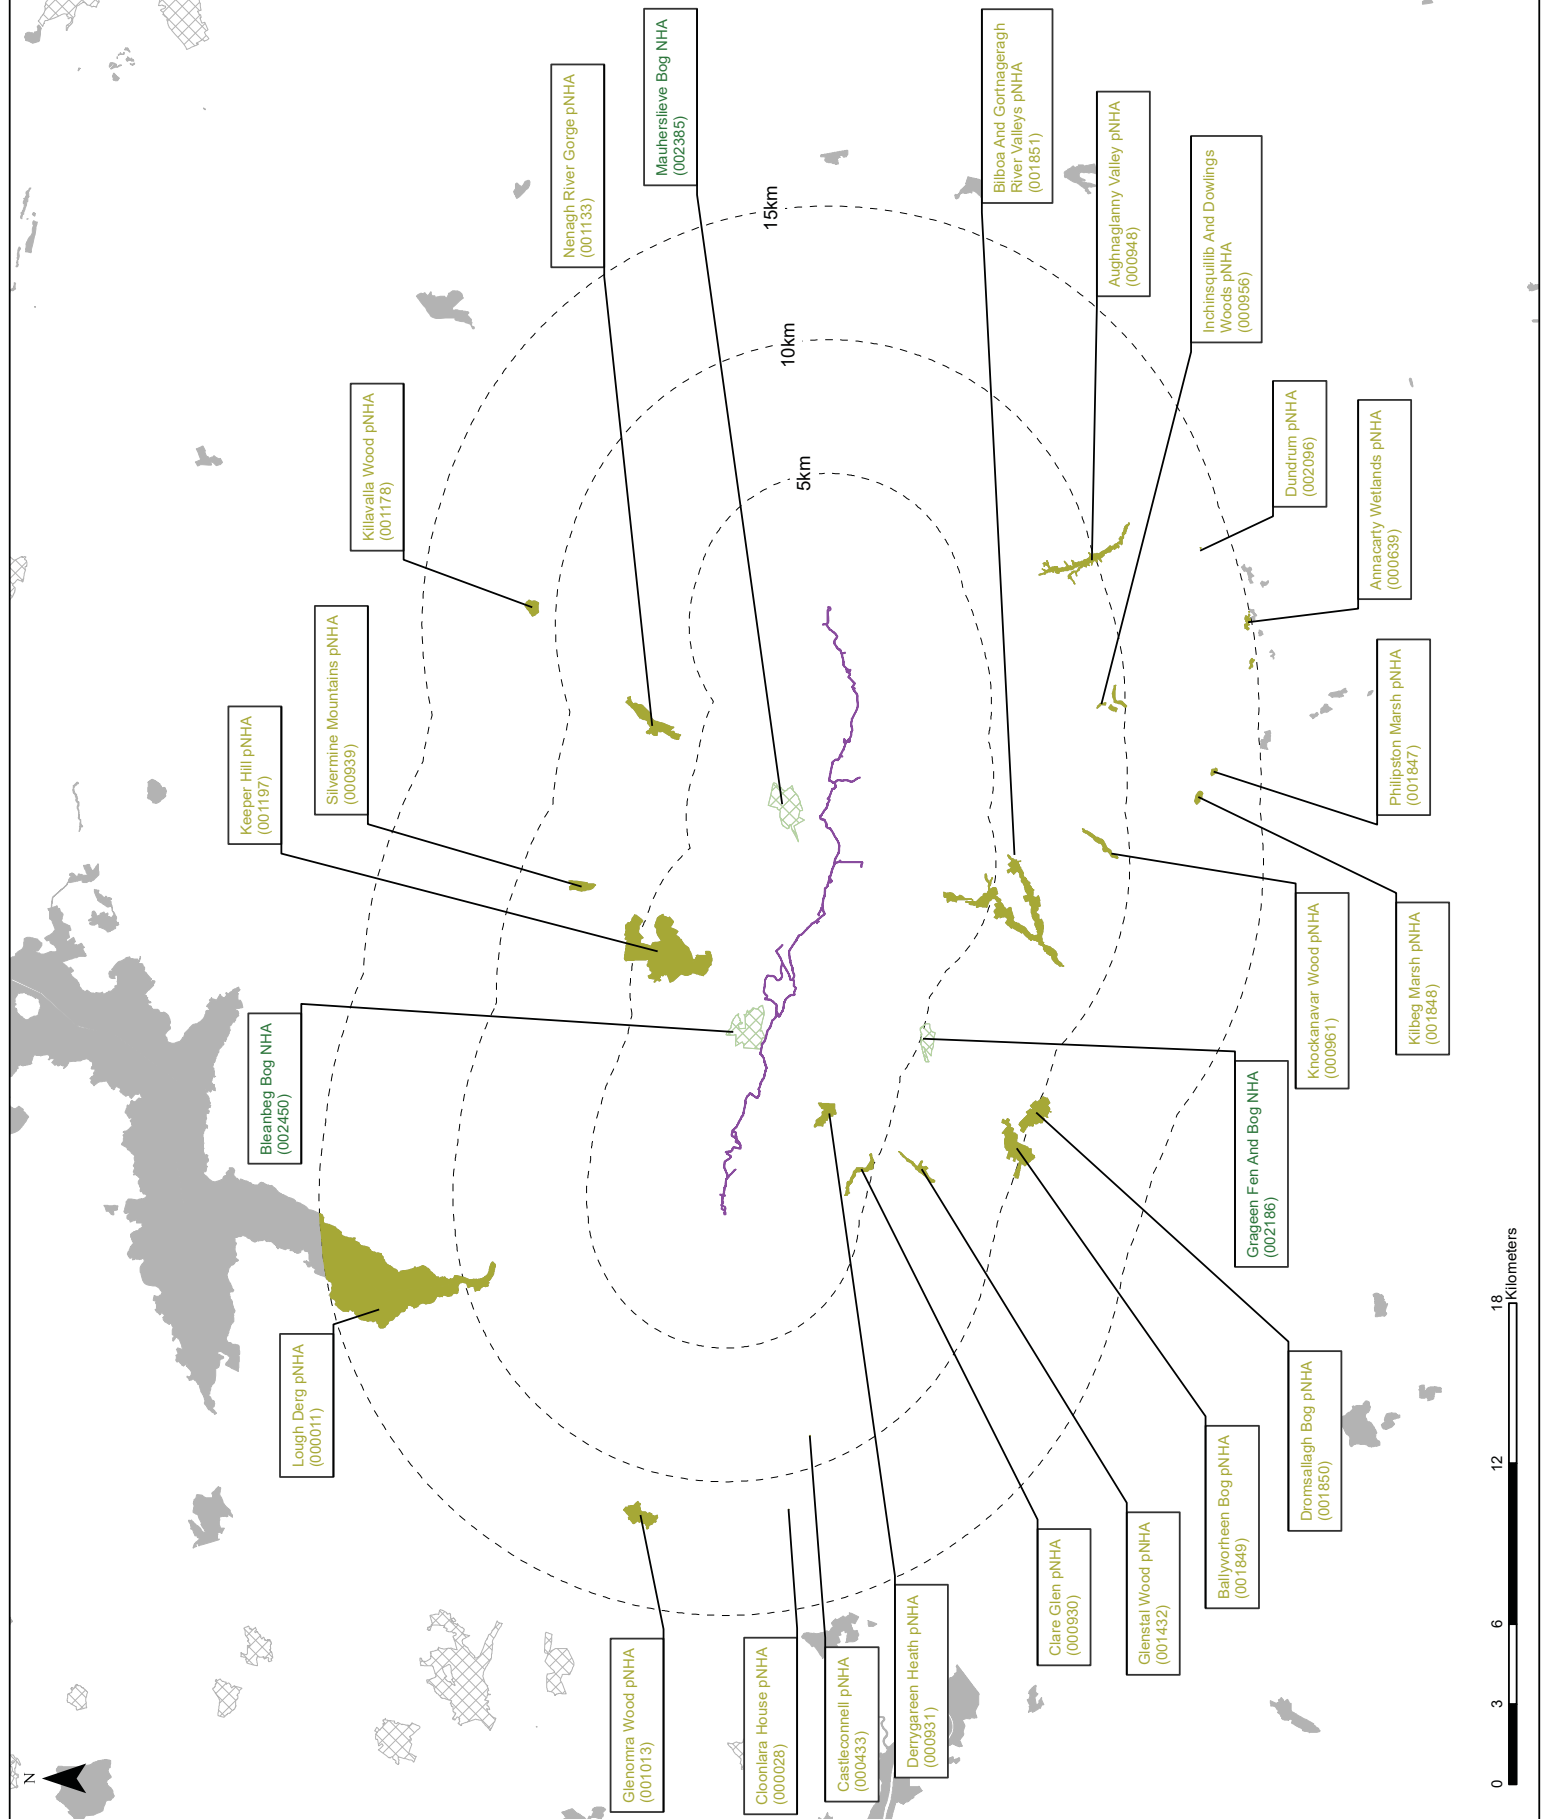 N
Lough Derg pNHA
(000011)
Bleanbeg Bog NHA
(002450)
Keeper Hill pNHA
(001197)
Silvermine Mountains pNHA
(000939)
Killavalla Wood pNHA
(001178)
Nenagh River Gorge pNHA
(001133)
Mauherslieve Bog NHA
(002385)
15km
10km
5km
Bilboa And Gortnageragh
River Valleys pNHA
(001851)
Aughnaglanny Valley pNHA
(000948)
Inchinsquillib And Dowlings
Woods pNHA
(000956)
Dundrum pNHA
(002096)
Annacarty Wetlands pNHA
(000639)
Philipston Marsh pNHA
(001847)
Kilbeg Marsh pNHA
(001848)
Knockanavar Wood pNHA
(000961)
Grageen Fen And Bog NHA
(002186)
Dromsallagh Bog pNHA
(001850)
Ballyvorheen Bog pNHA
(001849)
Glenstal Wood pNHA
(001432)
Clare Glen pNHA
(000930)
Derrygareen Heath pNHA
(000931)
Castleconnell pNHA
(000433)
Cloonlara House pNHA
(000028)
Glenomra Wood pNHA
(001013)
0 3 6 12 18
Kilometers